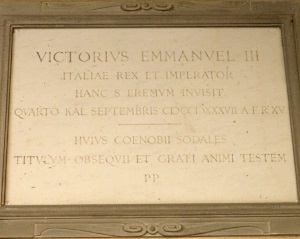 VICTORIVS EMMANVEL III
ITALIAE REX ET IMPERATOR
HANC S EREMVM INVISIT
QVARTO KAL SEPTEMBRIS A F R XV
HVIVS COENOBII SODALES
TITVLVM OBSEQVII ET GRATI ANIMI TESTEM
PP